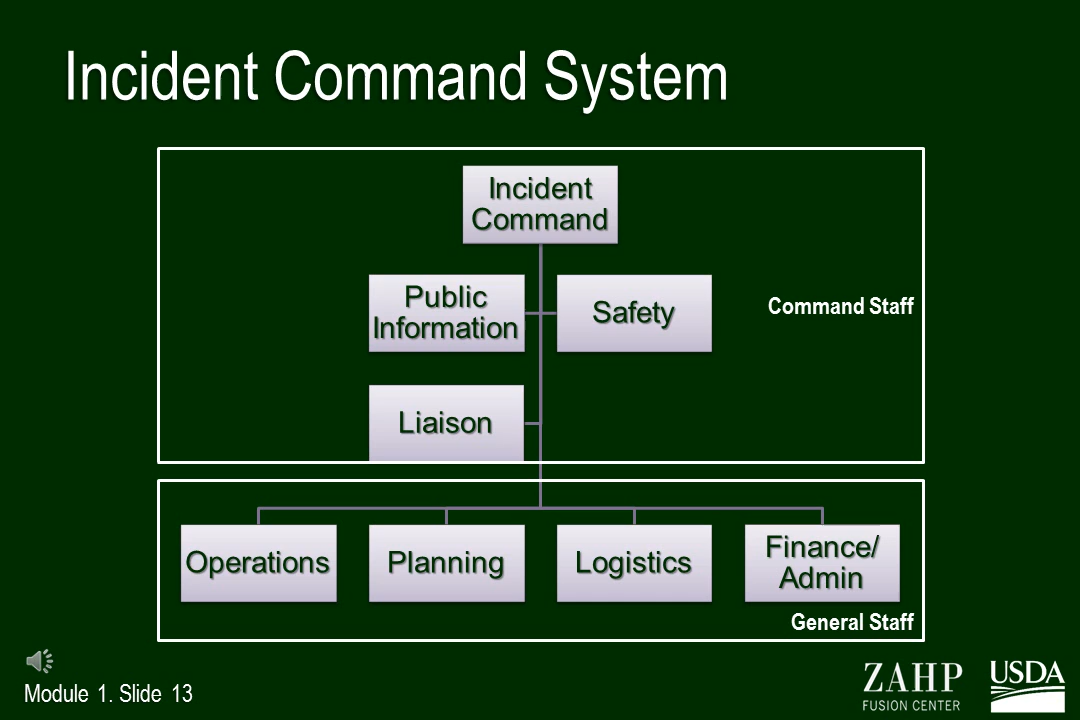 Incident Command System
Incident
Command
Public
Information
Safety
Command Staff
Liaison
Operations
Planning
Logistics
Finance/
Admin
General Staff
Module 1. Slide 13
ZAHP
FUSION CENTER
USDA